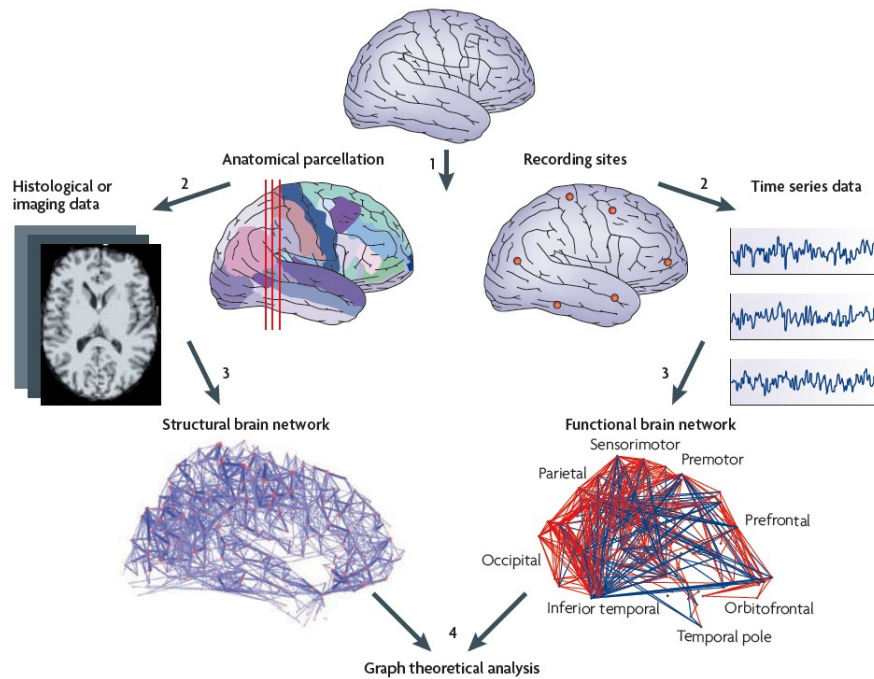 1
Anatomical parcellation
Recording sites
Histological or
imaging data
2
2
Time series data
3
3
Structural brain network
Functional brain network
Sensorimotor
Parietal
Premotor
Prefrontal
Occipital
Inferior temporal
Orbitofrontal
Temporal pole
4
Graph theoretical analysis